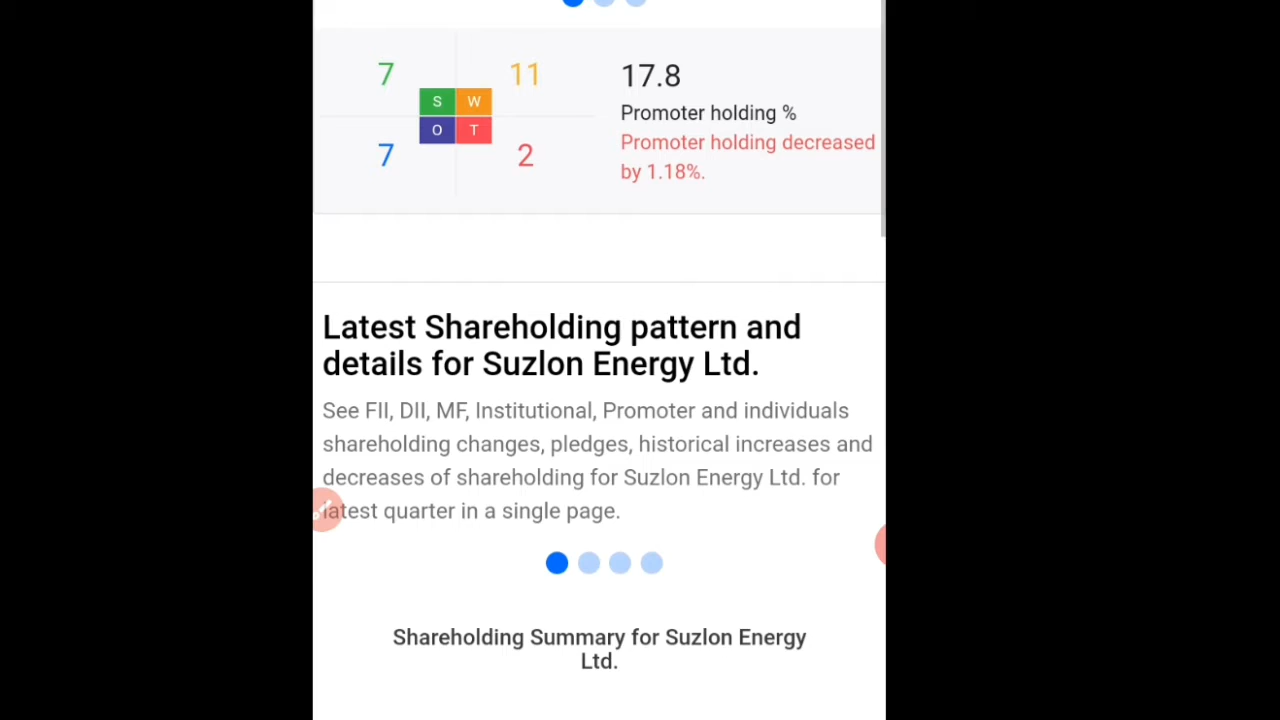 7
11
S W
O T
7
2
17.8
Promoter holding %
Promoter holding decreased
by 1.18%.
Latest Shareholding pattern and
details for Suzlon Energy Ltd.
See FII, DII, MF, Institutional, Promoter and individuals
shareholding changes, pledges, historical increases and
decreases of shareholding for Suzlon Energy Ltd. for
latest quarter in a single page.
Shareholding Summary for Suzlon Energy
Ltd.